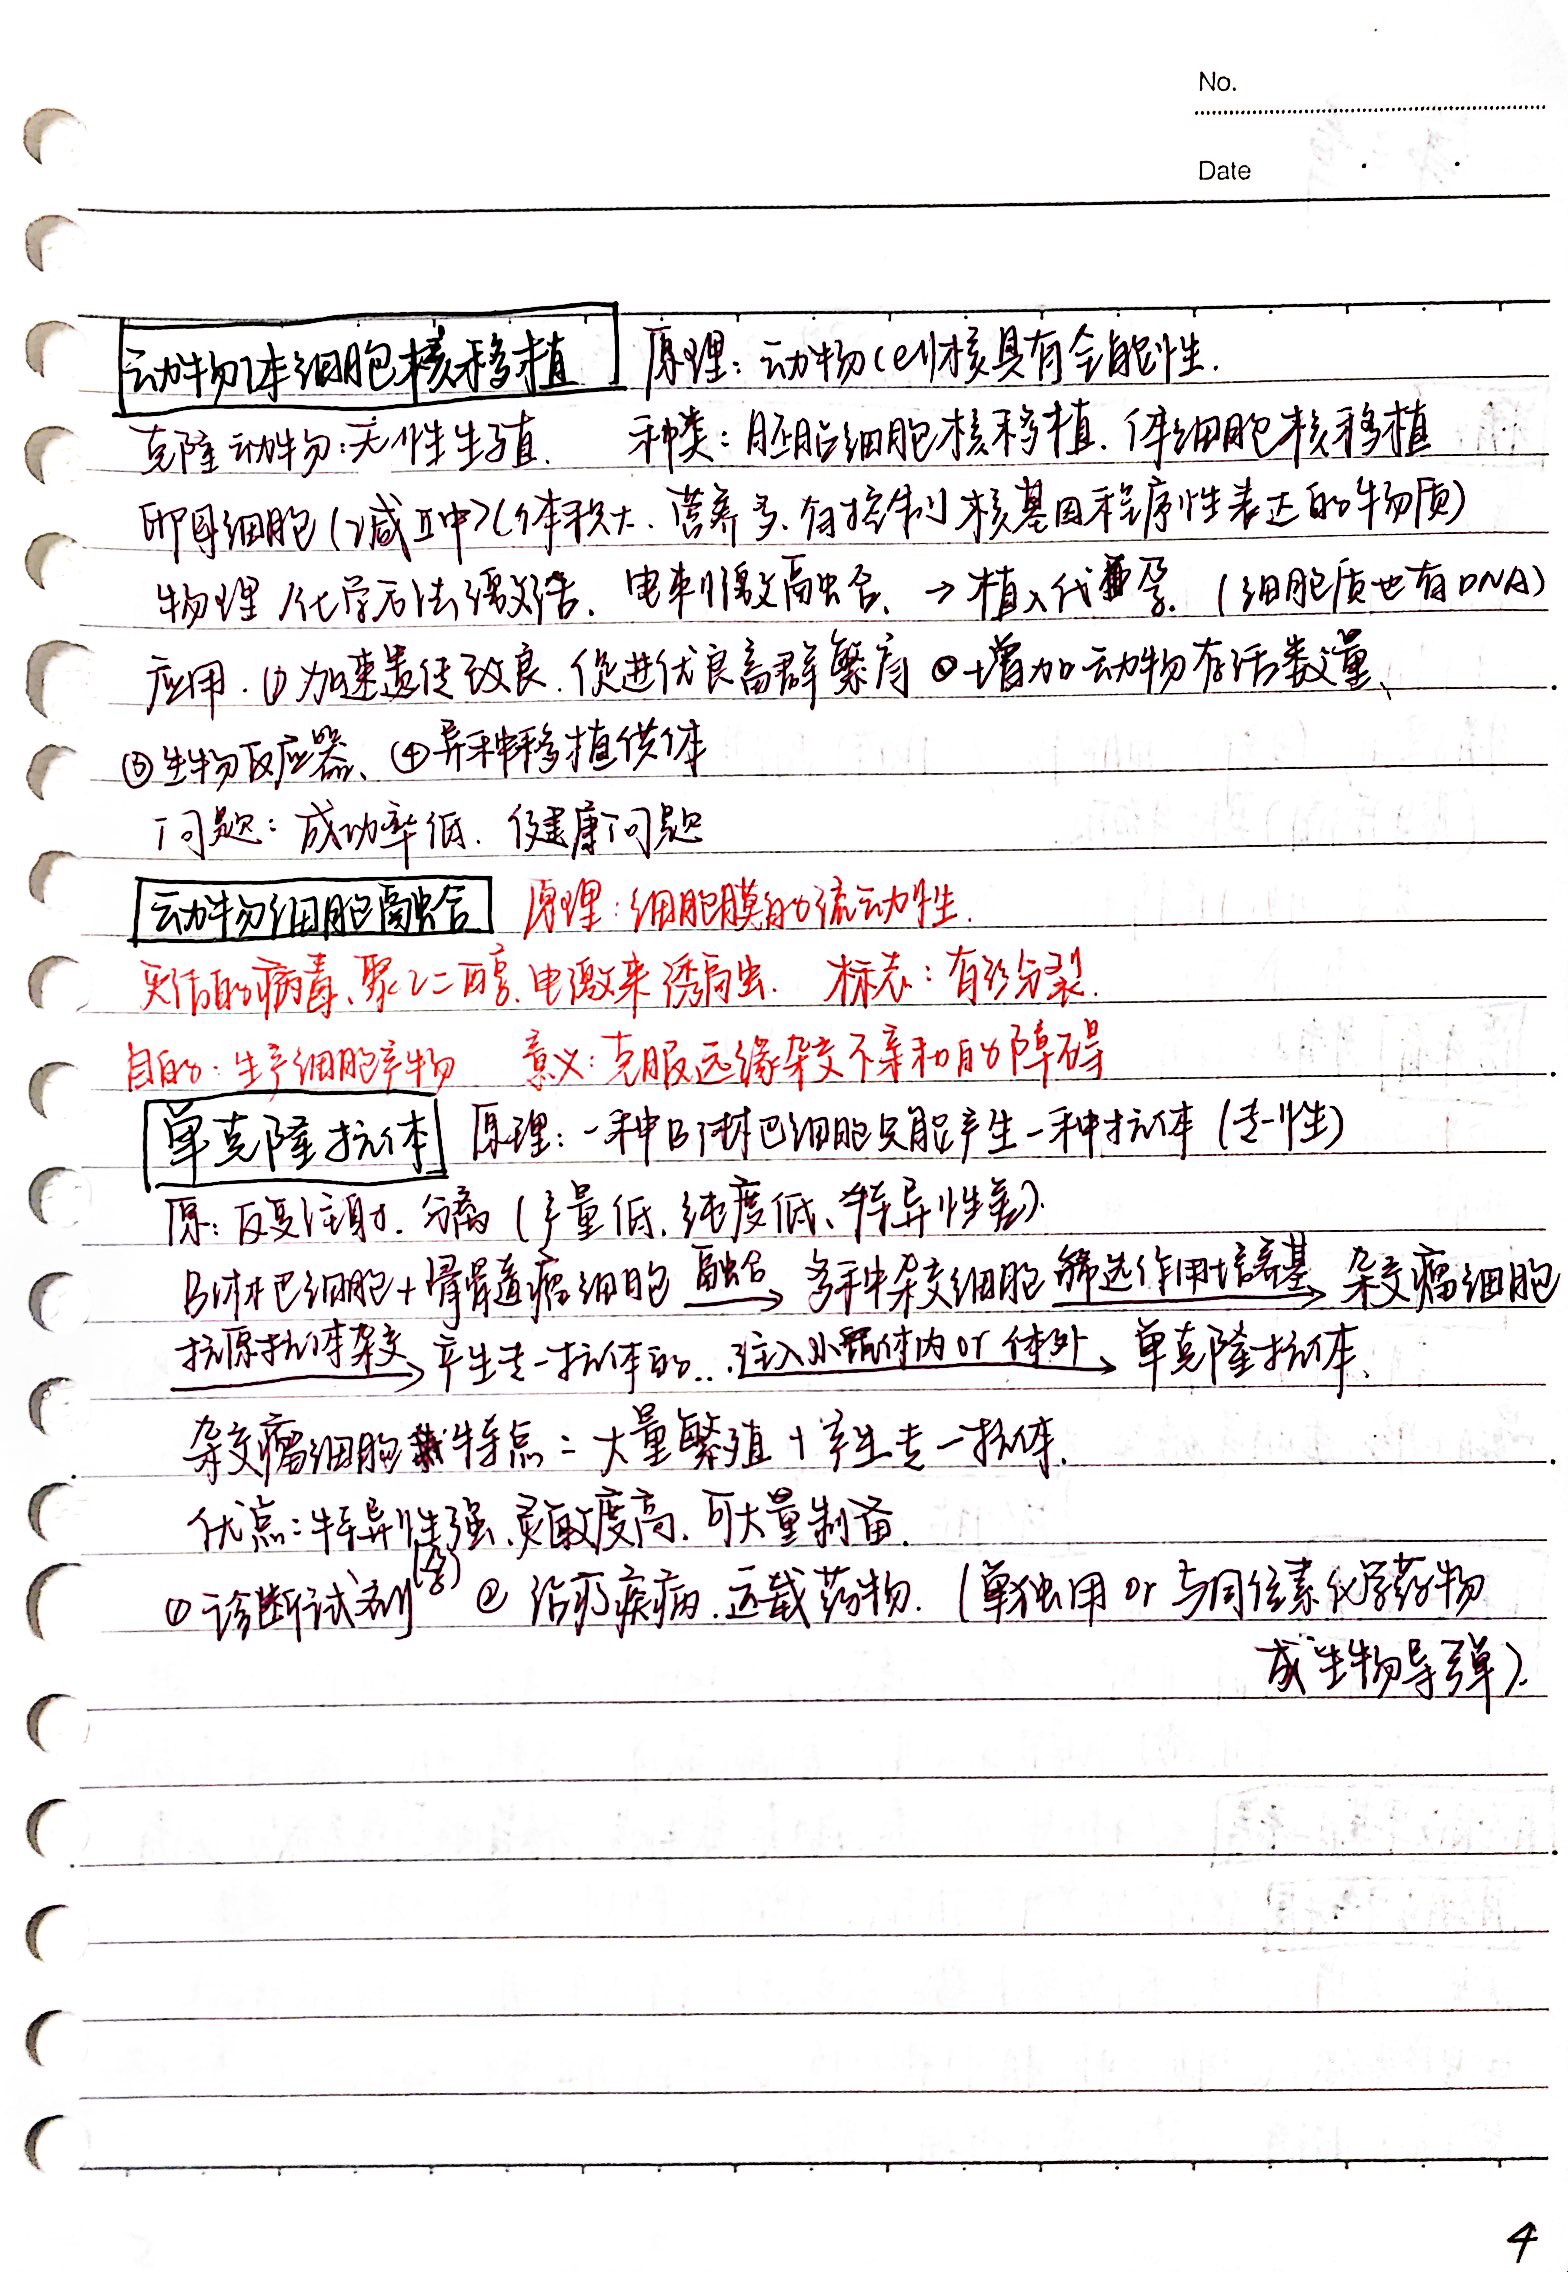 No.
Date
动物体细胞核移植 原理：动物cell核具有全能性.
克隆动物：无性生殖. 种类：胚胎细胞核移植. 体细胞核移植
卵母细胞(减Ⅱ中)(体积大. 营养多. 有控制核基因程序性表达的物质)
物理/化学方法激活. 电刺激融合. →植入代孕. (细胞质也有DNA)
应用. ①加速遗传改良. 促进优良畜群繁育 ②增加动物存活数量、
③生物反应器、④异种移植供体
问题：成功率低. 健康问题
动物细胞融合 原理：细胞膜的流动性.
灭活的病毒、聚乙二醇. 电激来诱融. 标志：有丝分裂.
目的：生产细胞产物 意义：克服远缘杂交不亲和的障碍
单克隆抗体 原理：一种B淋巴细胞只能产生一种抗体 (专一性)
原：反复注射. 分离 (产量低. 纯度低、特异性差).
B淋巴细胞+骨髓瘤细胞 融合→ 多种杂交细胞 筛选作用培养基→ 杂交瘤细胞
抗原抗体杂交→ 产生专一抗体的... 注入小鼠体内or体外→ 单克隆抗体.
杂交瘤细胞特点：大量繁殖+产生专一抗体.
优点：特异性强、灵敏度高. 可大量制备.
①诊断试剂 ② 治疗疾病. 运载药物. (单独用 or 与同位素化学药物
成生物导弹).
4